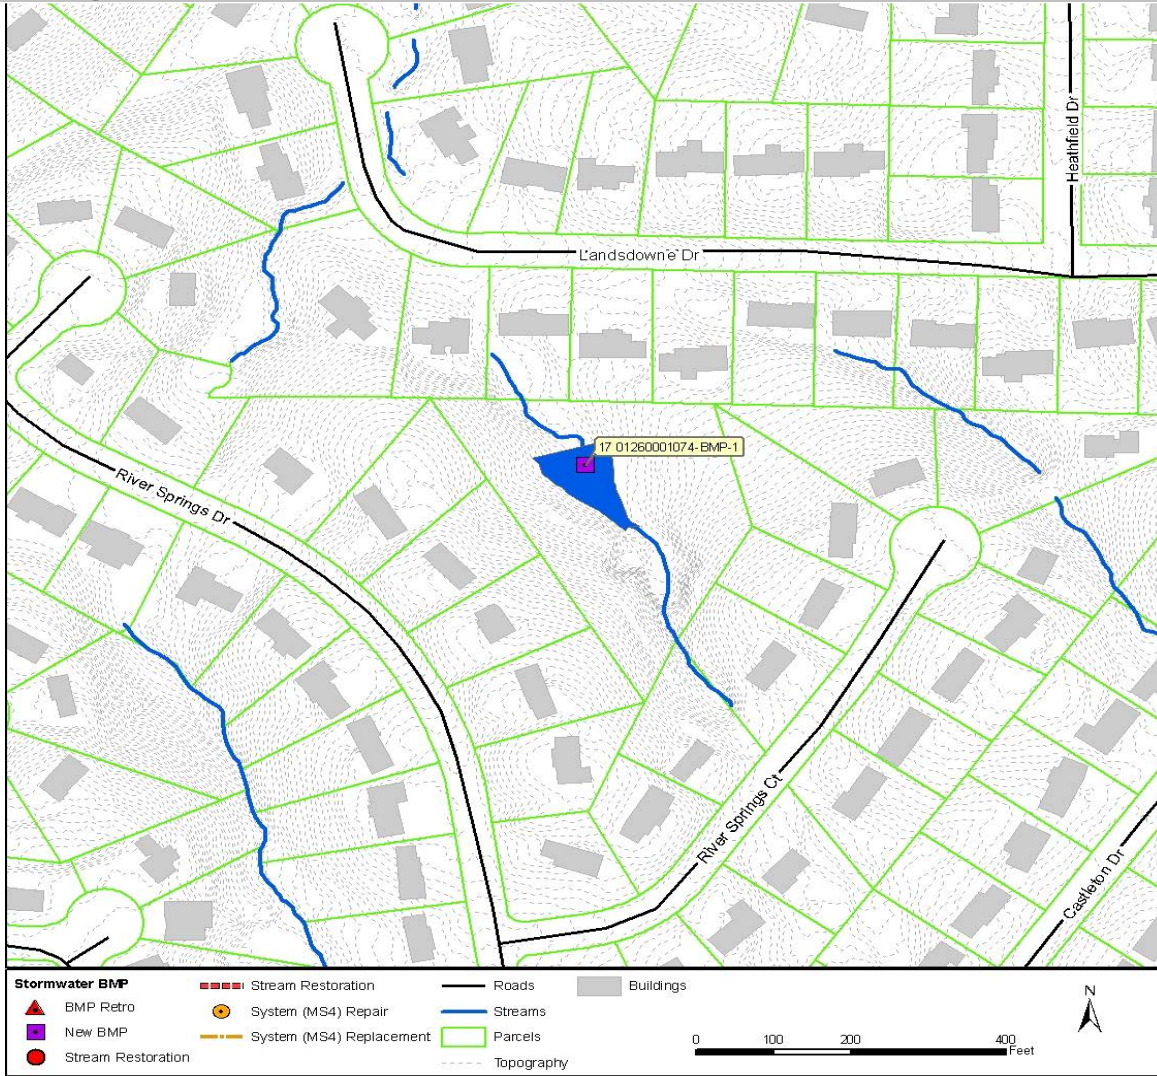 Heathfield Dr
Landsdowne Dr
17 01260001074-BMP-1
River Springs Dr
River Springs Ct
Castleton Dr
Stormwater BMP
BMP Retro
New BMP
Stream Restoration
Stream Restoration
System (MS4) Repair
System (MS4) Replacement
Roads
Streams
Parcels
Topography
Buildings
N
0 100 200 400
Feet